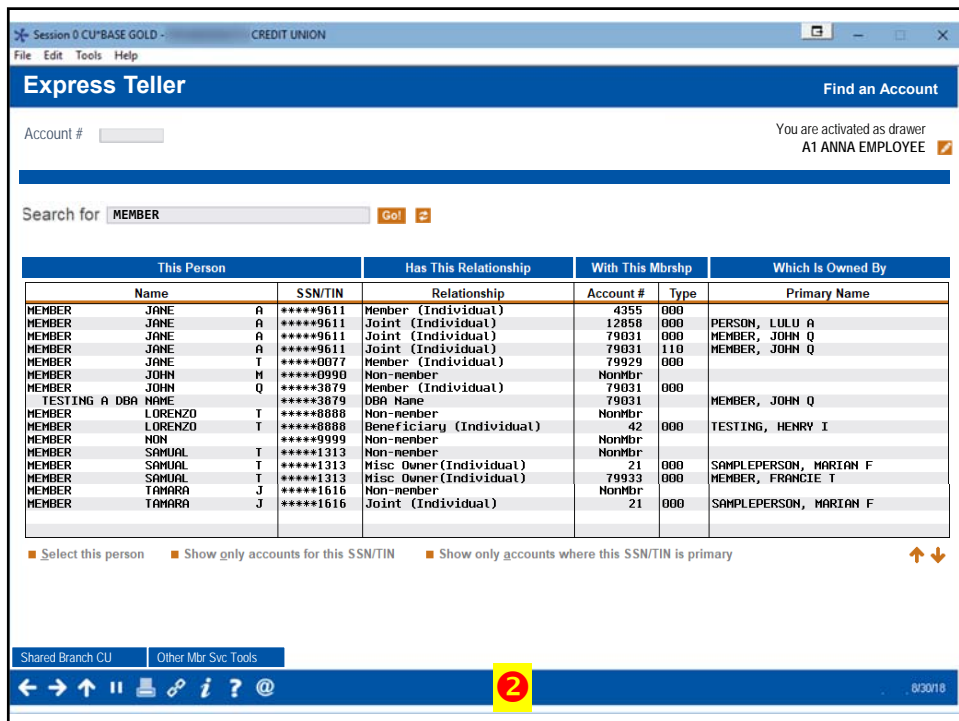 Session 0 CU*BASE GOLD - CREDIT UNION
File Edit Tools Help
Express Teller Find an Account
Account # You are activated as drawer
A1 ANNA EMPLOYEE
Search for MEMBER Go!
This Person Has This Relationship With This Mbrshp Which Is Owned By
Name SSN/TIN Relationship Account # Type Primary Name
MEMBER JANE A *****9611 Member (Individual) 4355 000
MEMBER JANE A *****9611 Joint (Individual) 12858 000 PERSON, LULU A
MEMBER JANE A *****9611 Joint (Individual) 79031 000 MEMBER, JOHN Q
MEMBER JANE A *****9611 Joint (Individual) 79031 110 MEMBER, JOHN Q
MEMBER JANE T *****0077 Member (Individual) 79929 000
MEMBER JOHN M *****0990 Non-member NonMbr
MEMBER JOHN Q *****3879 Member (Individual) 79031 000
TESTING A DBA NAME *****3879 DBA Name 79031 MEMBER, JOHN Q
MEMBER LORENZO T *****8888 Non-member NonMbr
MEMBER LORENZO T *****8888 Beneficiary (Individual) 42 000 TESTING, HENRY I
MEMBER NON *****9999 Non-member NonMbr
MEMBER SAMUAL T *****1313 Non-member NonMbr
MEMBER SAMUAL T *****1313 Misc Owner(Individual) 21 000 SAMPLEPERSON, MARIAN F
MEMBER SAMUAL T *****1313 Misc Owner(Individual) 79933 000 MEMBER, FRANCIE T
MEMBER TAMARA J *****1616 Non-member NonMbr
MEMBER TAMARA J *****1616 Joint (Individual) 21 000 SAMPLEPERSON, MARIAN F
Select this person Show only accounts for this SSN/TIN Show only accounts where this SSN/TIN is primary
Shared Branch CU Other Mbr Svc Tools
i ? @ 2 8/30/18